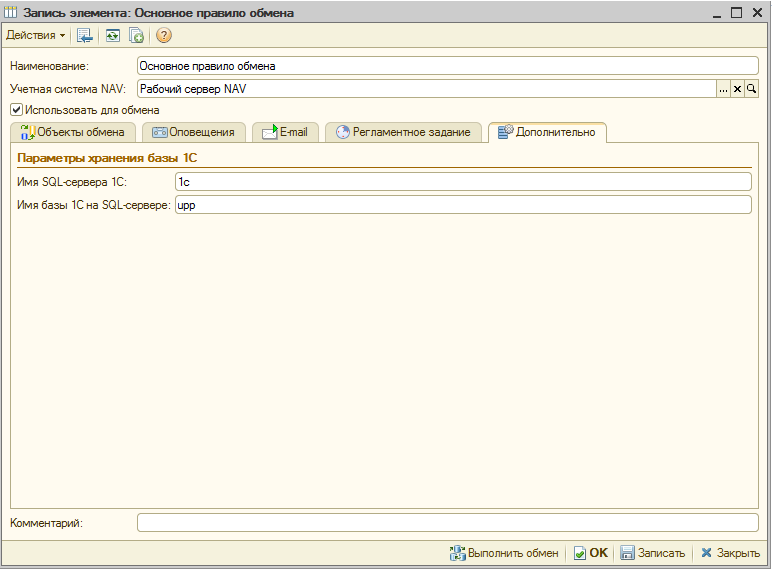 Запись элемента: Основное правило обмена
Действия
Наименование: Основное правило обмена
Учетная система NAV: Рабочий сервер NAV ...
Использовать для обмена
Объекты обмена Оповещения E-mail Регламентное задание Дополнительно
Параметры хранения базы 1С
Имя SQL-сервера 1С: 1c
Имя базы 1С на SQL-сервере: upp
Комментарий:
Выполнить обмен OK Записать Закрыть